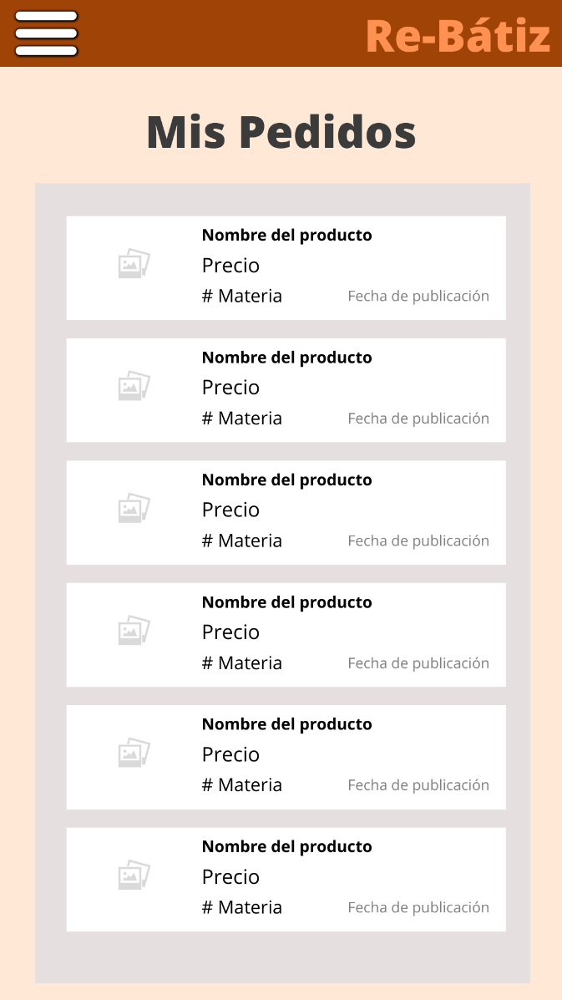 Re-Bátiz
Mis Pedidos
Nombre del producto
Precio
# Materia Fecha de publicación
Nombre del producto
Precio
# Materia Fecha de publicación
Nombre del producto
Precio
# Materia Fecha de publicación
Nombre del producto
Precio
# Materia Fecha de publicación
Nombre del producto
Precio
# Materia Fecha de publicación
Nombre del producto
Precio
# Materia Fecha de publicación